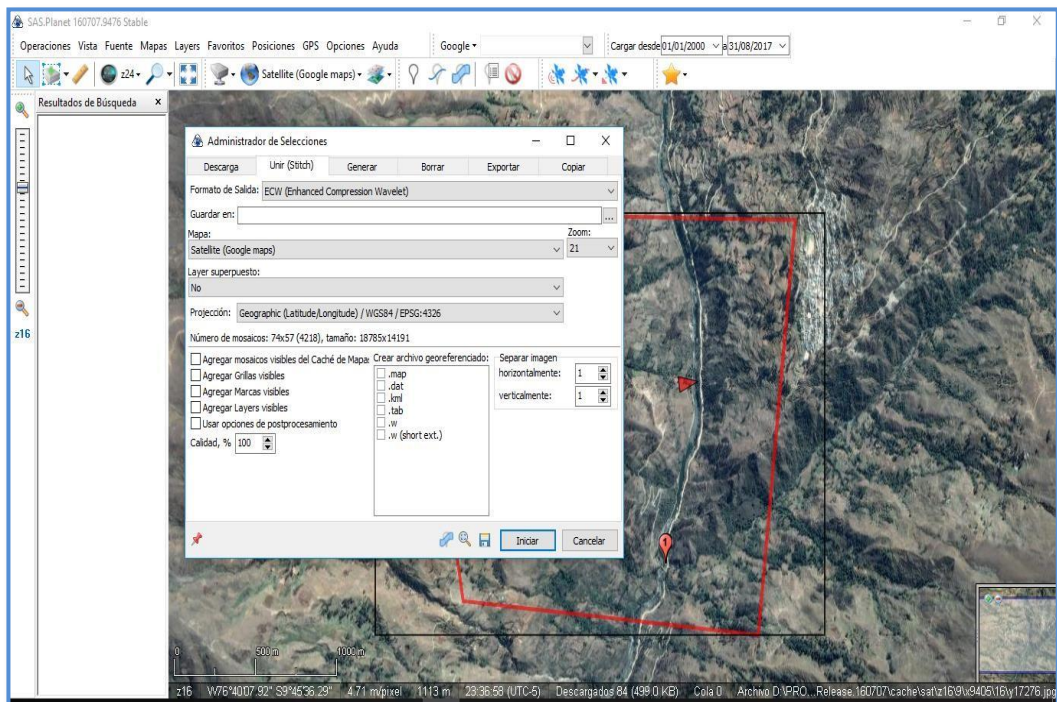 SAS.Planet 160707.9476 Stable
Operaciones Vista Fuente Mapas Layers Favoritos Posiciones GPS Opciones Ayuda Google Cargar desde 01/01/2000 a 31/08/2017
z24 Satellite (Google maps)
Resultados de Búsqueda x
Administrador de Selecciones
Descarga Unir (Stitch) Generar Borrar Exportar Copiar
Formato de Salida: ECW (Enhanced Compression Wavelet)
Guardar en: ...
Mapa: Zoom:
Satellite (Google maps) 21
Layer superpuesto:
No
Projección: Geographic (Latitude/Longitude) / WGS84 / EPSG:4326
Número de mosaicos: 74x57 (4218), tamaño: 18785x14191
Agregar mosaicos visibles del Caché de Mapa:
Agregar Grillas visibles
Agregar Marcas visibles
Agregar Layers visibles
Usar opciones de postprocesamiento
Calidad, % 100
Crear archivo georeferenciado:
.map
.dat
.kml
.tab
.w
.w (short ext.)
Separar imagen
horizontalmente: 1
verticalmente: 1
Iniciar Cancelar
z16
1
0 500 m 1000 m
z16 W76°40'07.92" S9°45'36.29" 4.71 m/pixel 1113 m 23:36:58 (UTC-5) Descargados 84 (499.0 KB) Cola 0 Archivo D:\PRO...Release.160707\cache\sat\z16\9\x9405\16\y17276.jpg